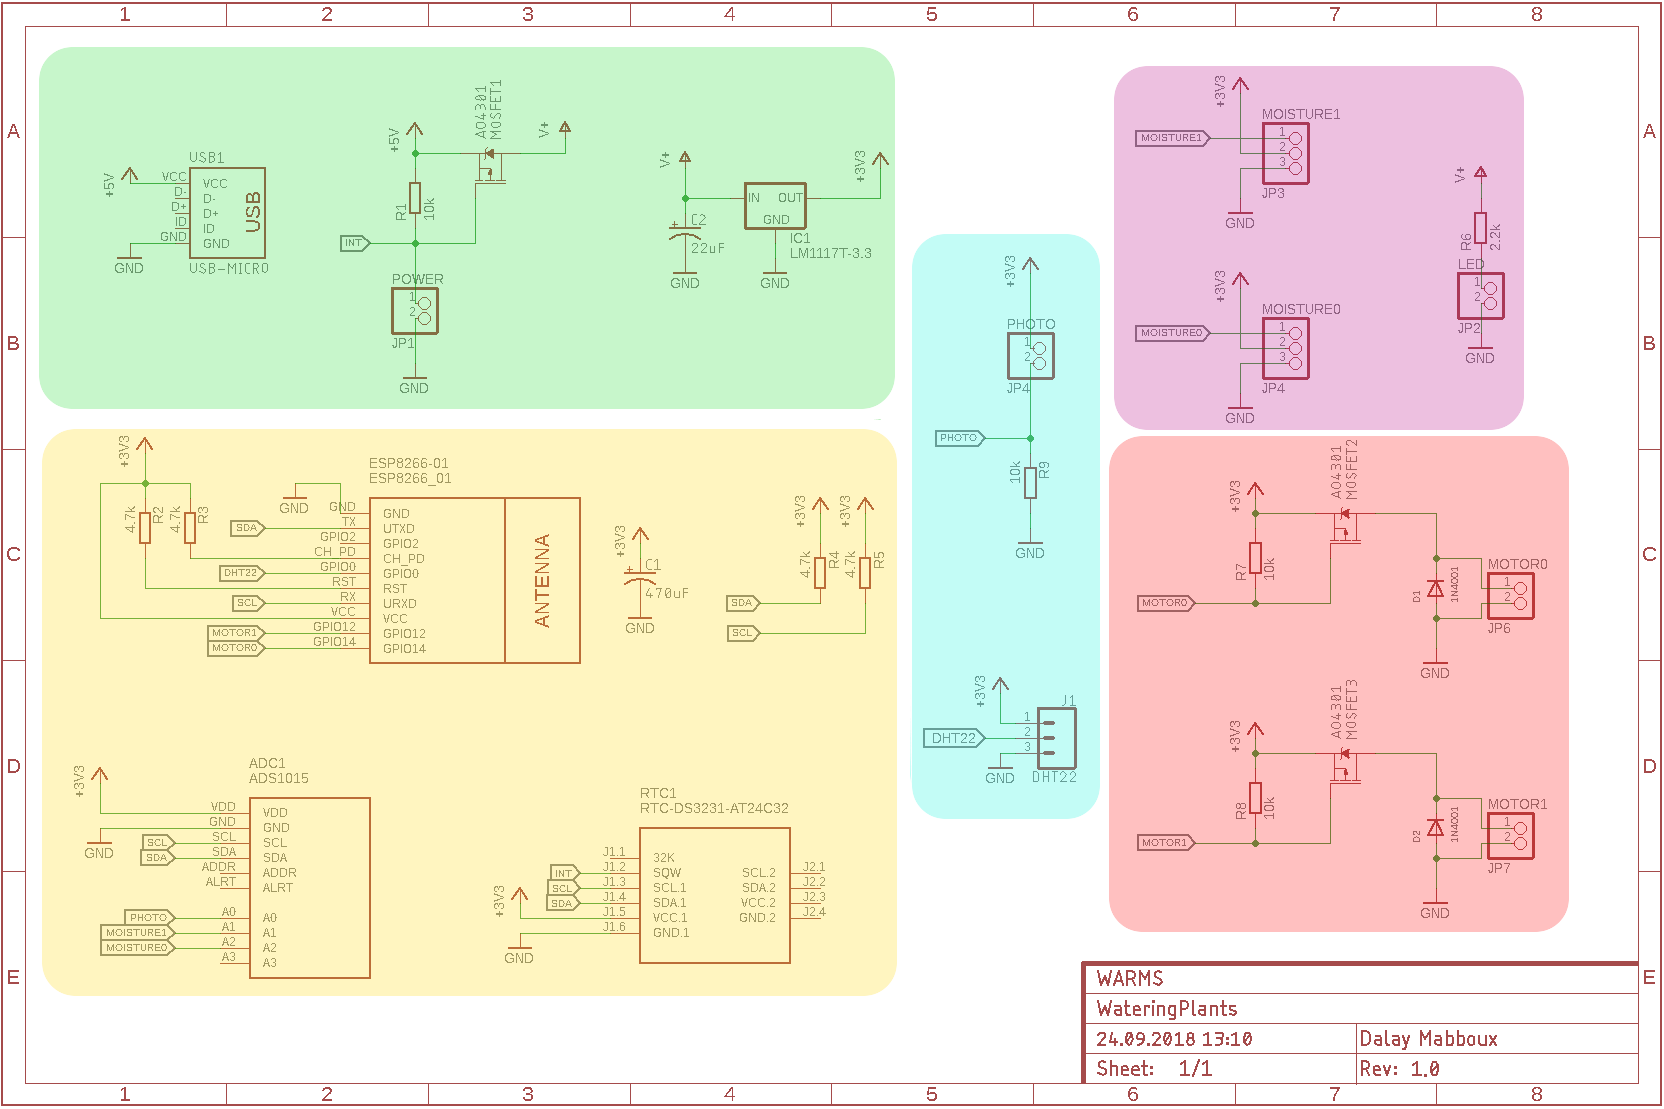 1 2 3 4 5 6 7 8
A
B
C
D
E
A
B
C
D
E
1 2 3 4 5 6 7 8
USB1
+5V
VCC
D-
D+
ID
GND
VCC
D-
D+
ID
GND
USB
GND
USB-MICRO
+5V
AO4301
MOSFET1
V+
R1
10k
INT
POWER
1
2
JP1
GND
V+
+3V3
IN OUT
GND
C2
22uF
IC1
LM1117T-3.3
GND
GND
+3V3
4.7k
R2
4.7k
R3
ESP8266-01
ESP8266_01
GND
SDA
DHT22
SCL
MOTOR1
MOTOR0
GND
TX
GPIO2
CH_PD
GPIO0
RST
RX
VCC
GPIO12
GPIO14
GND
UTXD
GPIO2
CH_PD
GPIO0
RST
URXD
VCC
GPIO12
GPIO14
ANTENNA
+3V3
C1
470uF
GND
+3V3
+3V3
4.7k
R4
4.7k
R5
SDA
SCL
ADC1
ADS1015
+3V3
GND
SCL
SDA
PHOTO
MOISTURE1
MOISTURE0
VDD
GND
SCL
SDA
ADDR
ALRT
A0
A1
A2
A3
VDD
GND
SCL
SDA
ADDR
ALRT
A0
A1
A2
A3
RTC1
RTC-DS3231-AT24C32
+3V3
GND
INT
SCL
SDA
J1.1
J1.2
J1.3
J1.4
J1.5
J1.6
32K
SQW
SCL.1
SDA.1
VCC.1
GND.1
SCL.2
SDA.2
VCC.2
GND.2
J2.1
J2.2
J2.3
J2.4
+3V3
PHOTO
1
2
JP4
PHOTO
10k
R9
GND
+3V3
J1
DHT22
1
2
3
GND
DHT22
+3V3
MOISTURE1
MOISTURE1
1
2
3
JP3
GND
+3V3
MOISTURE0
MOISTURE0
1
2
3
JP4
GND
V+
R6
2.2k
LED
1
2
JP2
GND
AO4301
MOSFET2
+3V3
R7
10k
MOTOR0
D1
1N4001
MOTOR0
1
2
JP6
GND
AO4301
MOSFET3
+3V3
R8
10k
MOTOR1
D2
1N4001
MOTOR1
1
2
JP7
GND
WARMS
WateringPlants
24.09.2018 13:10
Dalay Mabboux
Sheet: 1/1
Rev: 1.0